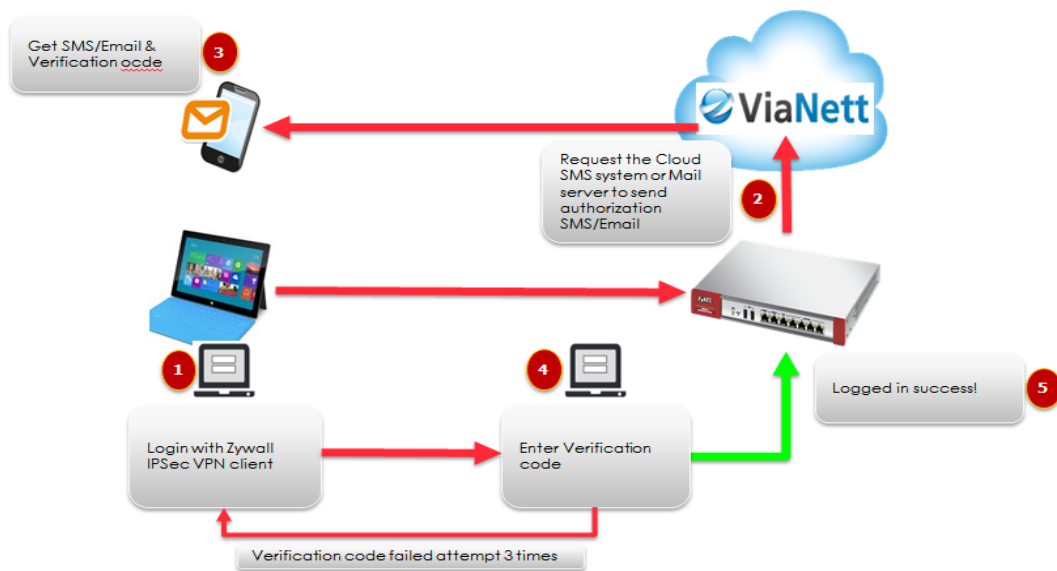 Get SMS/Email &
Verification ocde
3
ViaNett
Request the Cloud
SMS system or Mail
server to send
authorization
SMS/Email
2
ZyXEL
1
4
Logged in success!
5
Login with Zywall
IPSec VPN client
Enter Verification
code
Verification code failed attempt 3 times